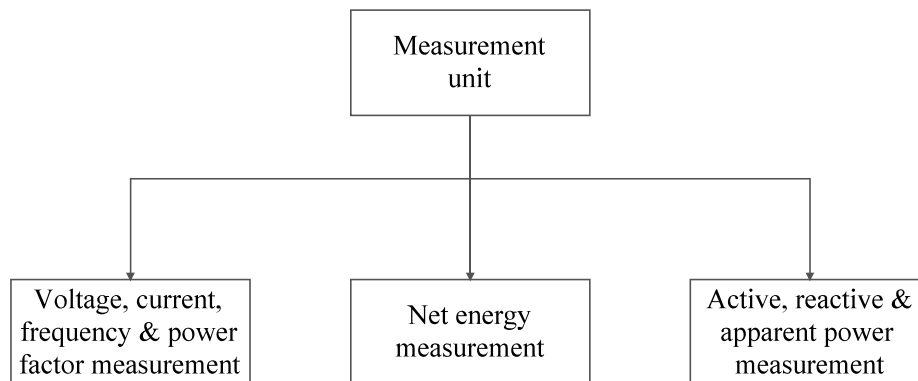 Measurement
unit
Voltage, current,
frequency & power
factor measurement
Net energy
measurement
Active, reactive &
apparent power
measurement